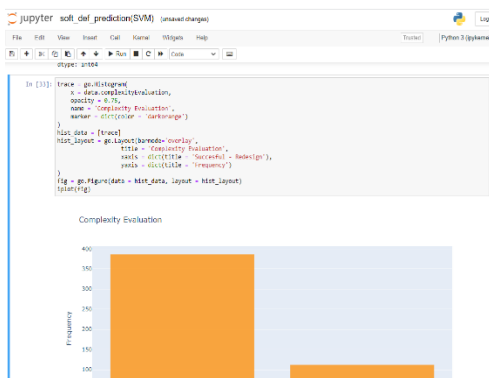 jupyter soft_def_prediction(SVM) (unsaved changes)
Log
File Edit View Insert Cell Kernel Widgets Help
Trusted
Python 3 (ipykerne
Run
Code
dtype: int64
In [33]: trace = go.Histogram(
x = data.complexityEvaluation,
opacity = 0.75,
name = 'Complexity Evaluation',
marker = dict(color = 'darkorange')
)
hist_data = [trace]
hist_layout = go.Layout(barmode='overlay',
title = 'Complexity Evaluation',
xaxis = dict(title = 'Succesful - Redesign'),
yaxis = dict(title = 'Frequency')
)
fig = go.Figure(data = hist_data, layout = hist_layout)
iplot(fig)
Complexity Evaluation
400
350
300
250
200
150
100
Frequency